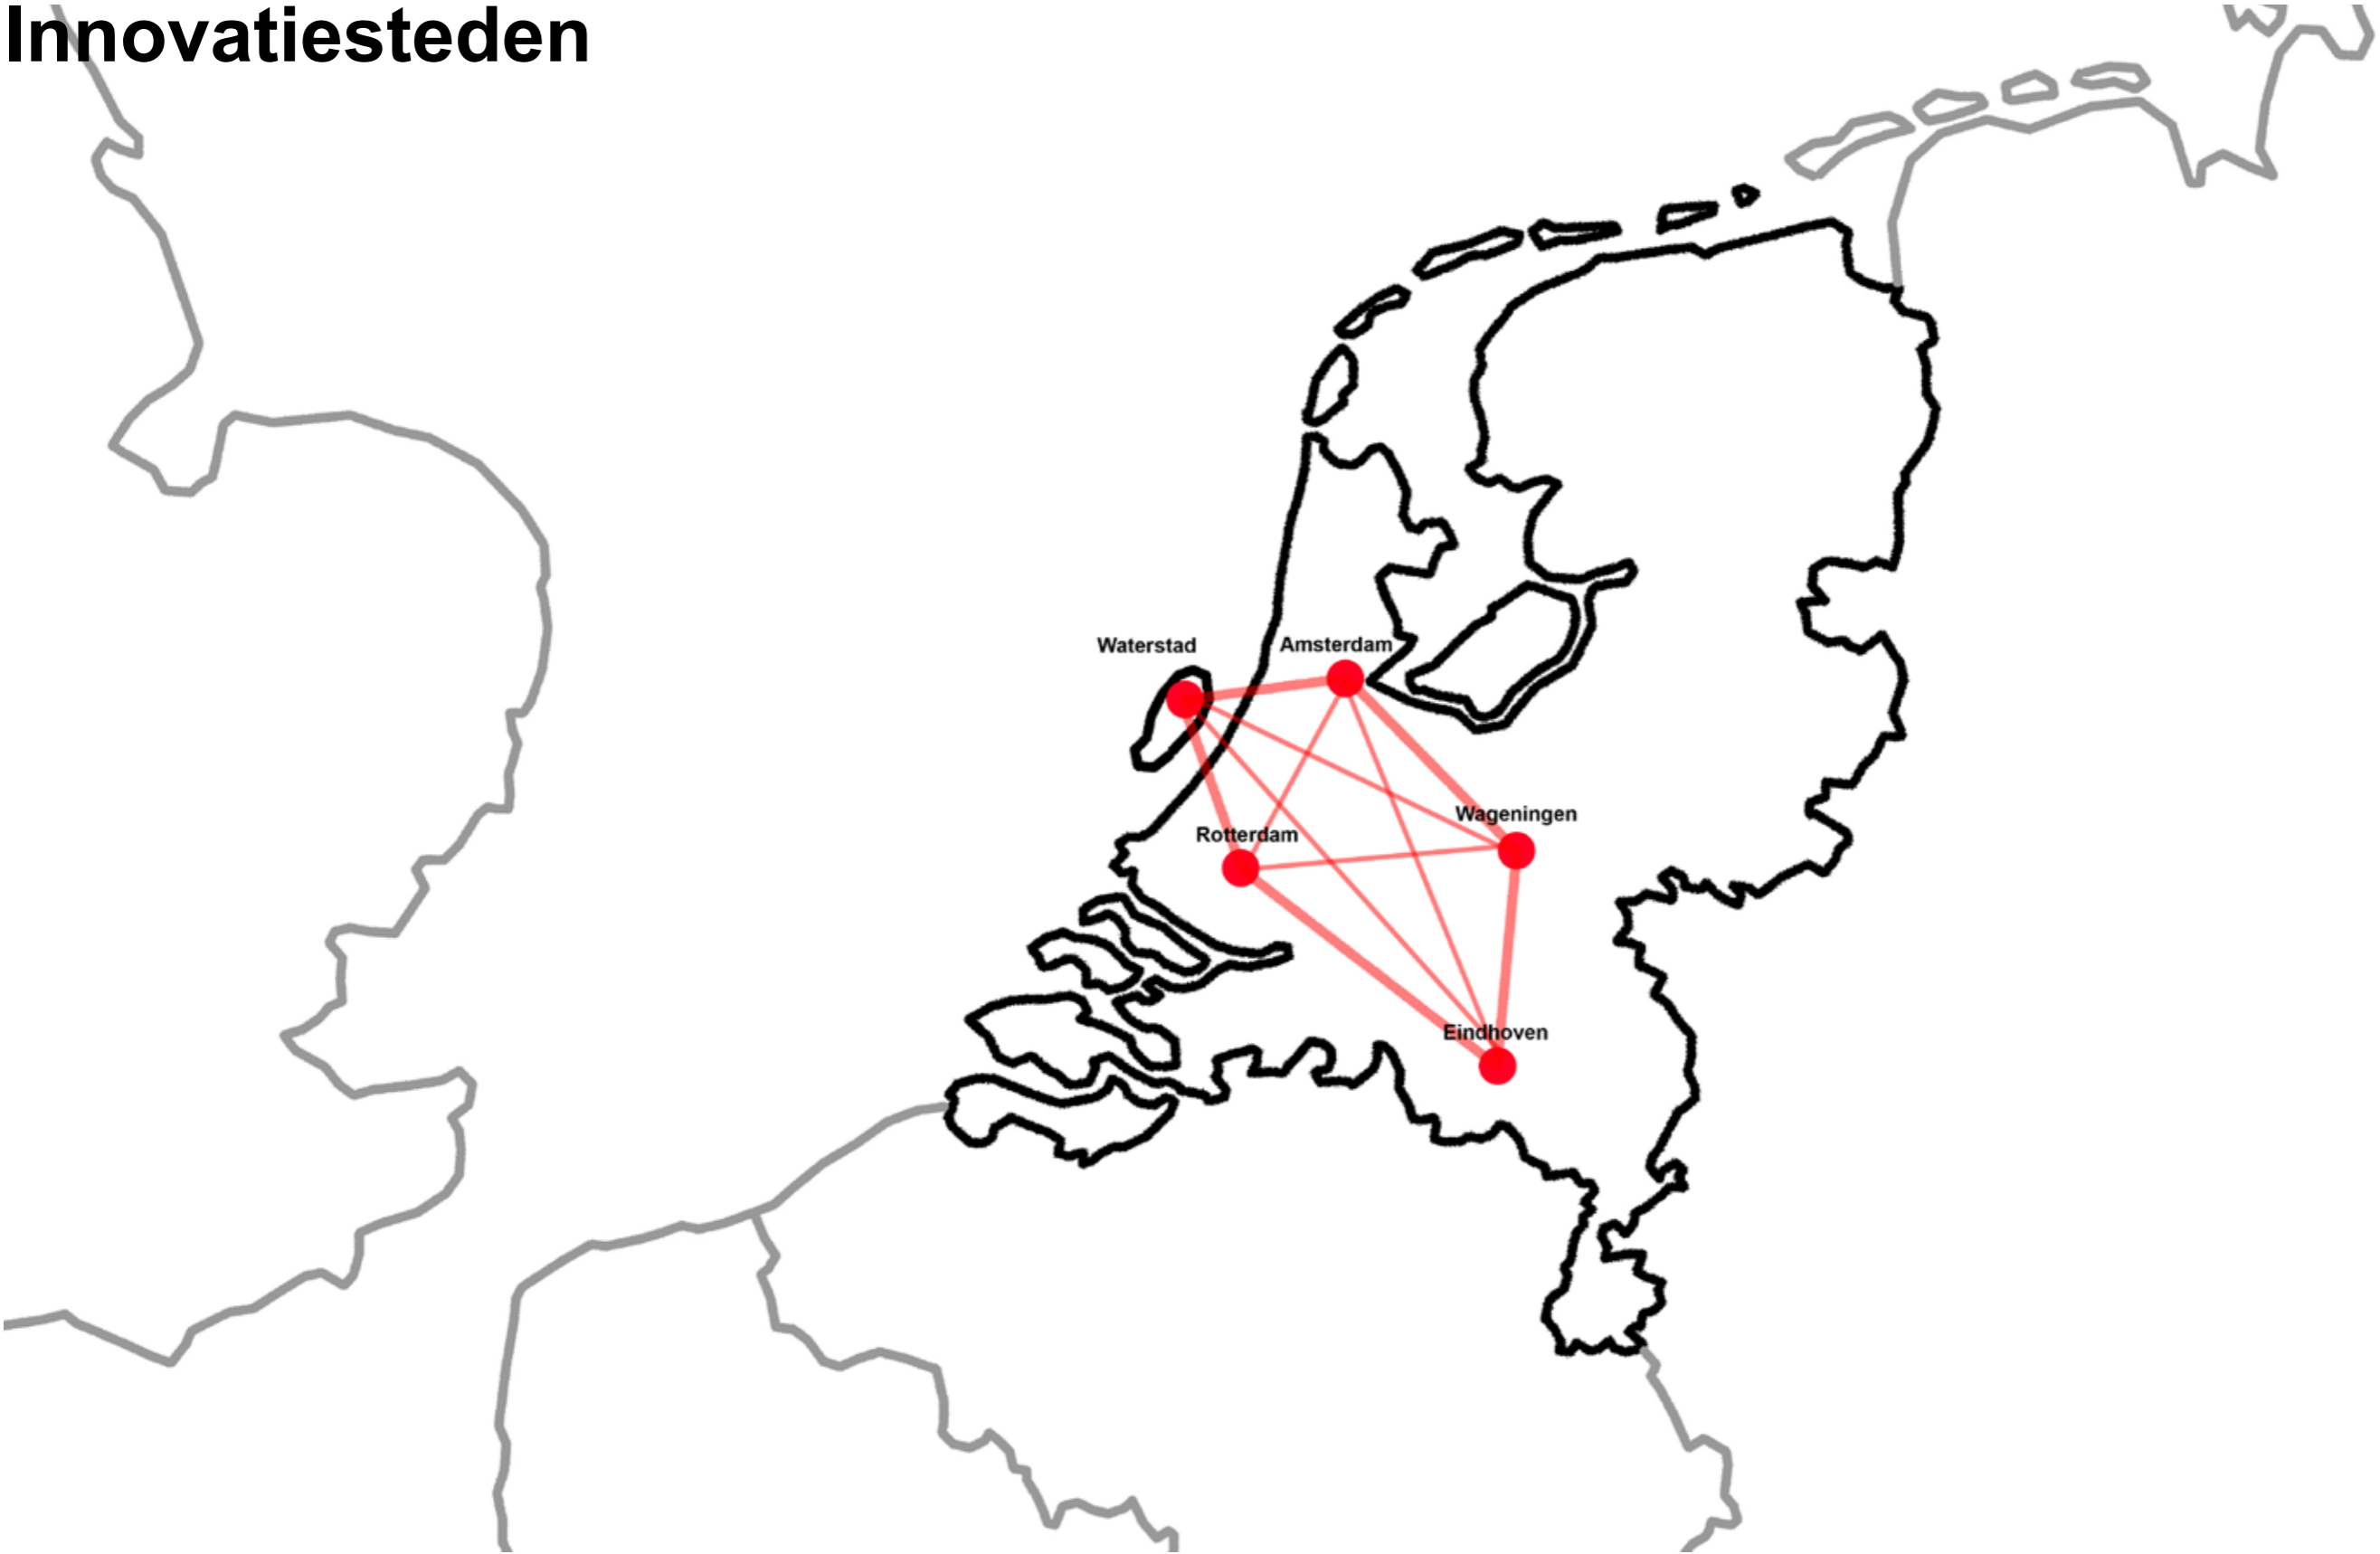 Innovatiesteden
Waterstad
Amsterdam
Wageningen
Rotterdam
Eindhoven